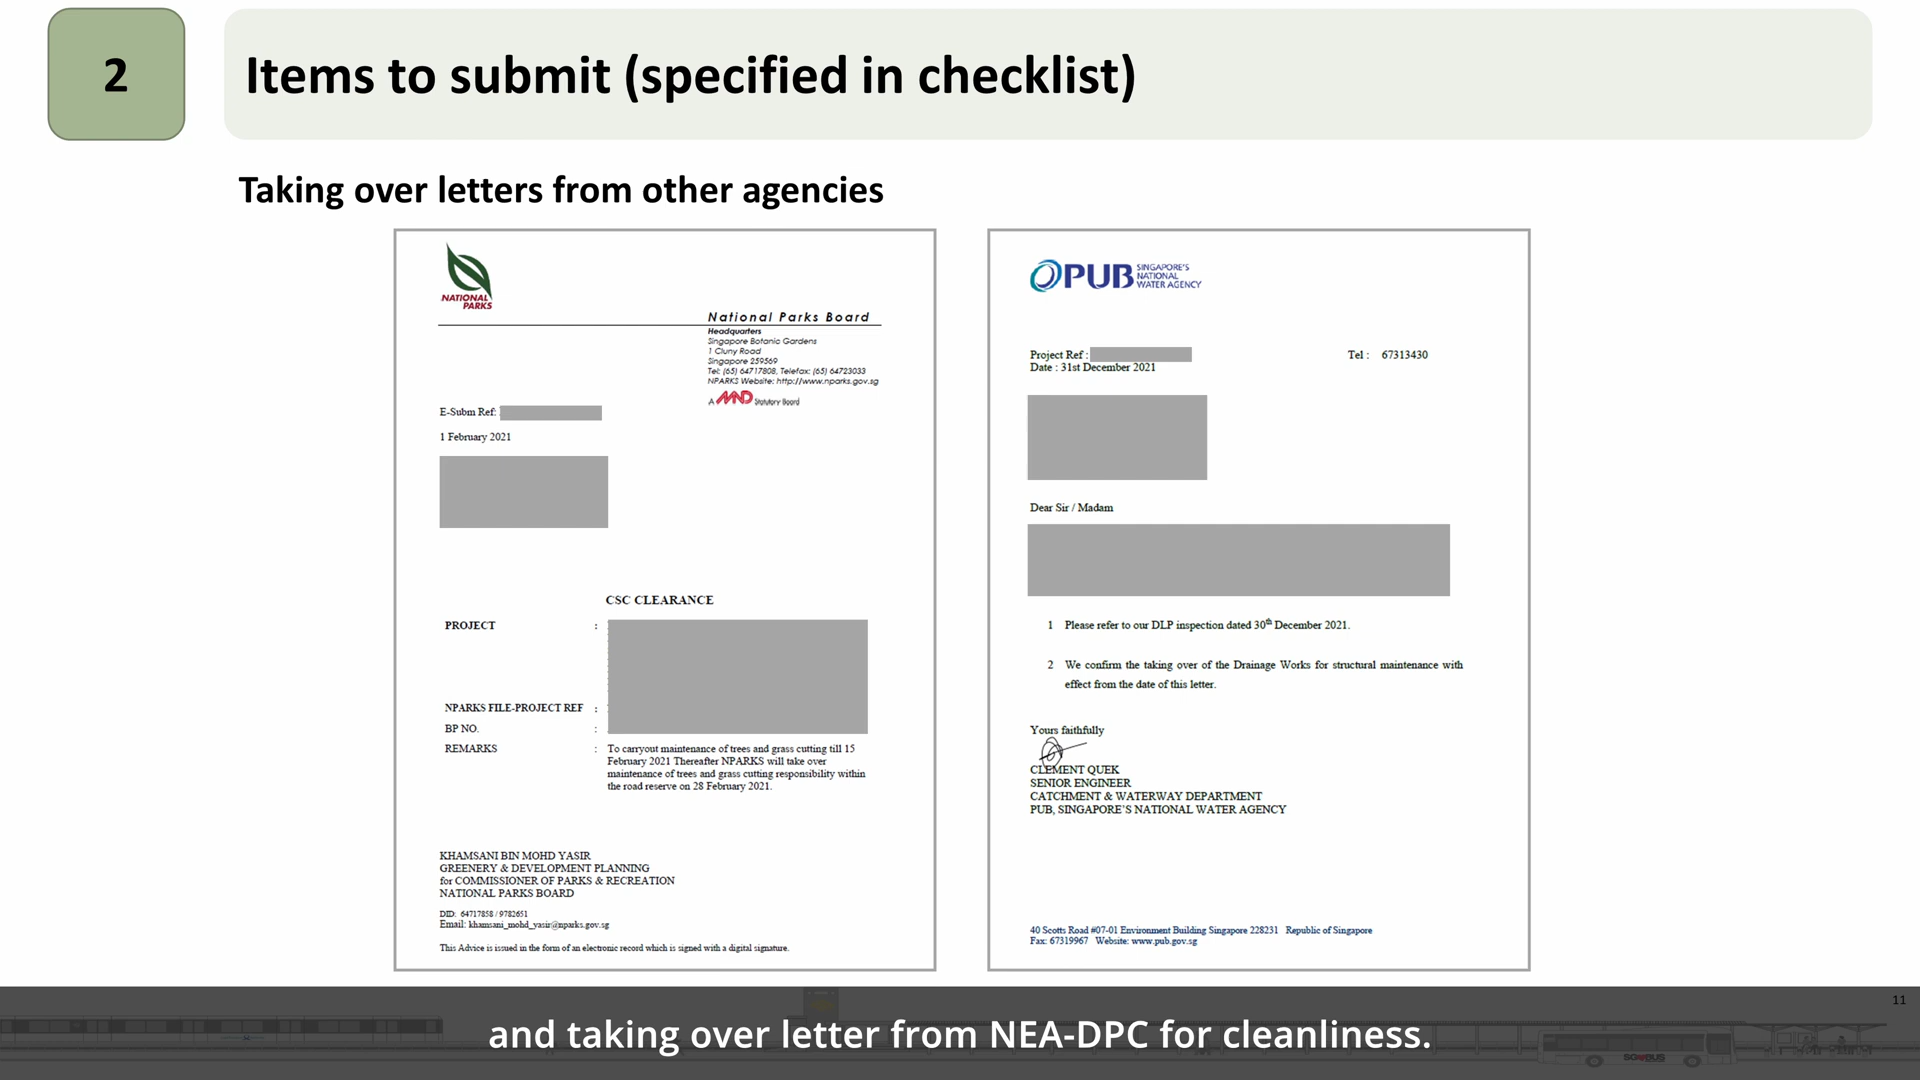 2
Items to submit (specified in checklist)
Taking over letters from other agencies
NATIONAL
PARKS
National Parks Board
Headquarters
Singapore Botanic Gardens
1 Cluny Road
Singapore 259569
Tel: (65) 64717808, Telefax: (65) 64723033
NPARKS Website: http://www.nparks.gov.sg
A MND Statutory Board
E-Subm Ref:
1 February 2021
CSC CLEARANCE
PROJECT :
NPARKS FILE-PROJECT REF :
BP NO. :
REMARKS : To carryout maintenance of trees and grass cutting till 15
February 2021 Thereafter NPARKS will take over
maintenance of trees and grass cutting responsibility within
the road reserve on 28 February 2021.
KHAMSANI BIN MOHD YASIR
GREENERY & DEVELOPMENT PLANNING
for COMMISSIONER OF PARKS & RECREATION
NATIONAL PARKS BOARD
DID: 64717858 / 9782651
Email: khamsani_mohd_yasir@nparks.gov.sg
This Advice is issued in the form of an electronic record which is signed with a digital signature.
PUB SINGAPORE'S
NATIONAL
WATER AGENCY
Project Ref : Tel : 67313430
Date : 31st December 2021
Dear Sir / Madam
1 Please refer to our DLP inspection dated 30th December 2021.
2 We confirm the taking over of the Drainage Works for structural maintenance with
effect from the date of this letter.
Yours faithfully
CLEMENT QUEK
SENIOR ENGINEER
CATCHMENT & WATERWAY DEPARTMENT
PUB, SINGAPORE'S NATIONAL WATER AGENCY
40 Scotts Road #07-01 Environment Building Singapore 228231 Republic of Singapore
Fax: 67319967 Website: www.pub.gov.sg
11
and taking over letter from NEA-DPC for cleanliness.